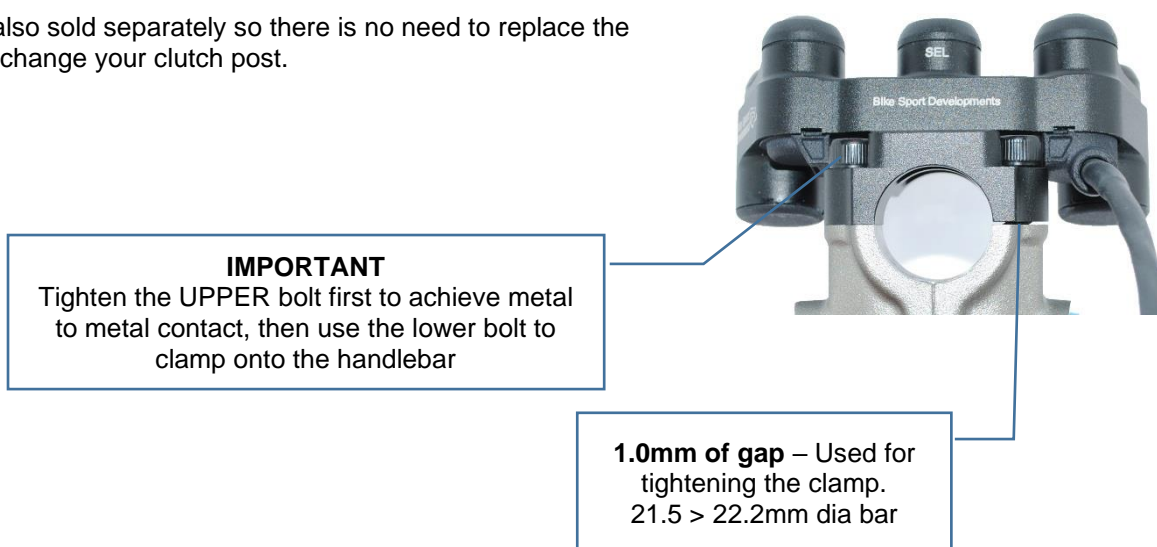 also sold separately so there is no need to replace the
change your clutch post.
SEL
Bike Sport Developments
IMPORTANT
Tighten the UPPER bolt first to achieve metal
to metal contact, then use the lower bolt to
clamp onto the handlebar
1.0mm of gap – Used for
tightening the clamp.
21.5 > 22.2mm dia bar